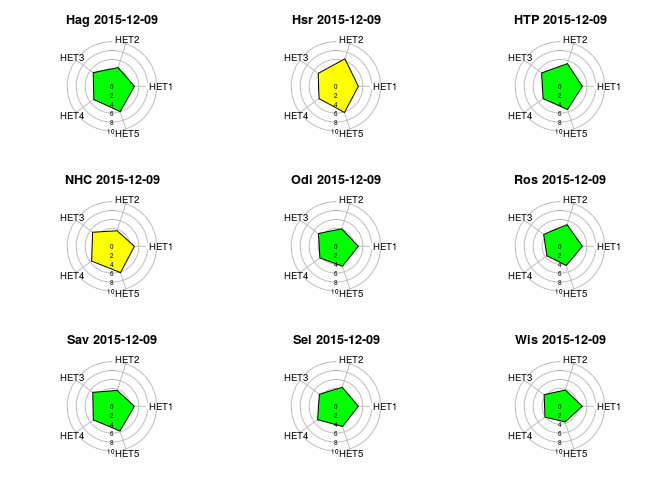 Hag 2015-12-09
HET2
HET3
HET1
0
2
4
6
8
10
HET4
HET5
Hsr 2015-12-09
HET2
HET3
HET1
0
2
4
6
8
10
HET4
HET5
HTP 2015-12-09
HET2
HET3
HET1
0
2
4
6
8
10
HET4
HET5
NHC 2015-12-09
HET2
HET3
HET1
0
2
4
6
8
10
HET4
HET5
Odi 2015-12-09
HET2
HET3
HET1
0
2
4
6
8
10
HET4
HET5
Ros 2015-12-09
HET2
HET3
HET1
0
2
4
6
8
10
HET4
HET5
Sav 2015-12-09
HET2
HET3
HET1
0
2
4
6
8
10
HET4
HET5
Sel 2015-12-09
HET2
HET3
HET1
0
2
4
6
8
10
HET4
HET5
Wis 2015-12-09
HET2
HET3
HET1
0
2
4
6
8
10
HET4
HET5